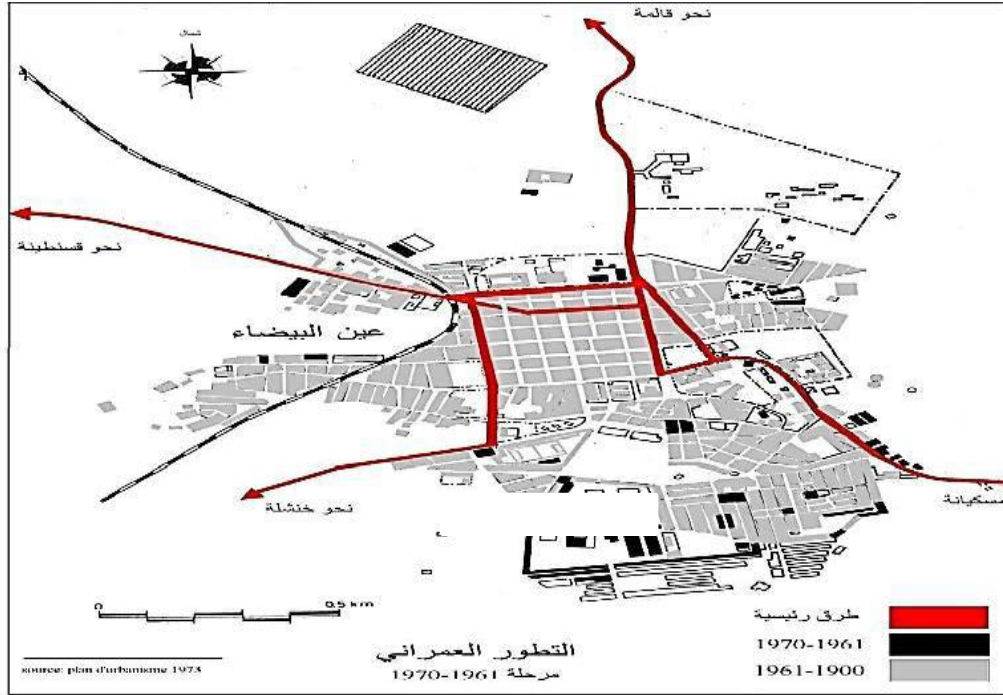 نحو قالمة
شمال
نحو قسنطينة
عين البيضاء
مسكيانة
نحو خنشلة
0 0.5 km
طرق رئيسية
1970-1961
1961-1900
التطور العمراني
مرحلة 1961-1970
source: plan d'urbanisme 1973